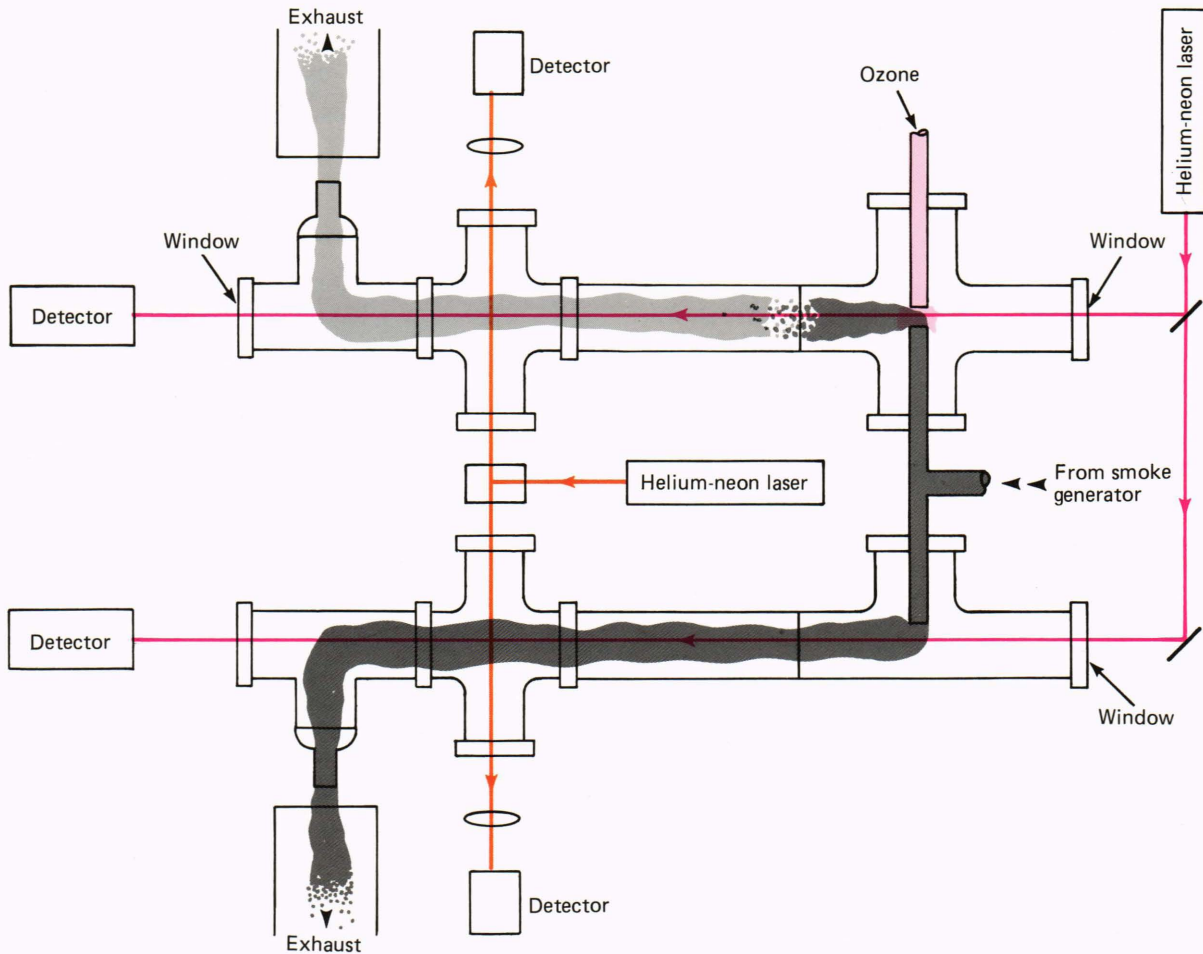 Exhaust
Detector
Ozone
Helium-neon laser
Window
Window
Detector
Helium-neon laser
From smoke
generator
Detector
Window
Detector
Exhaust